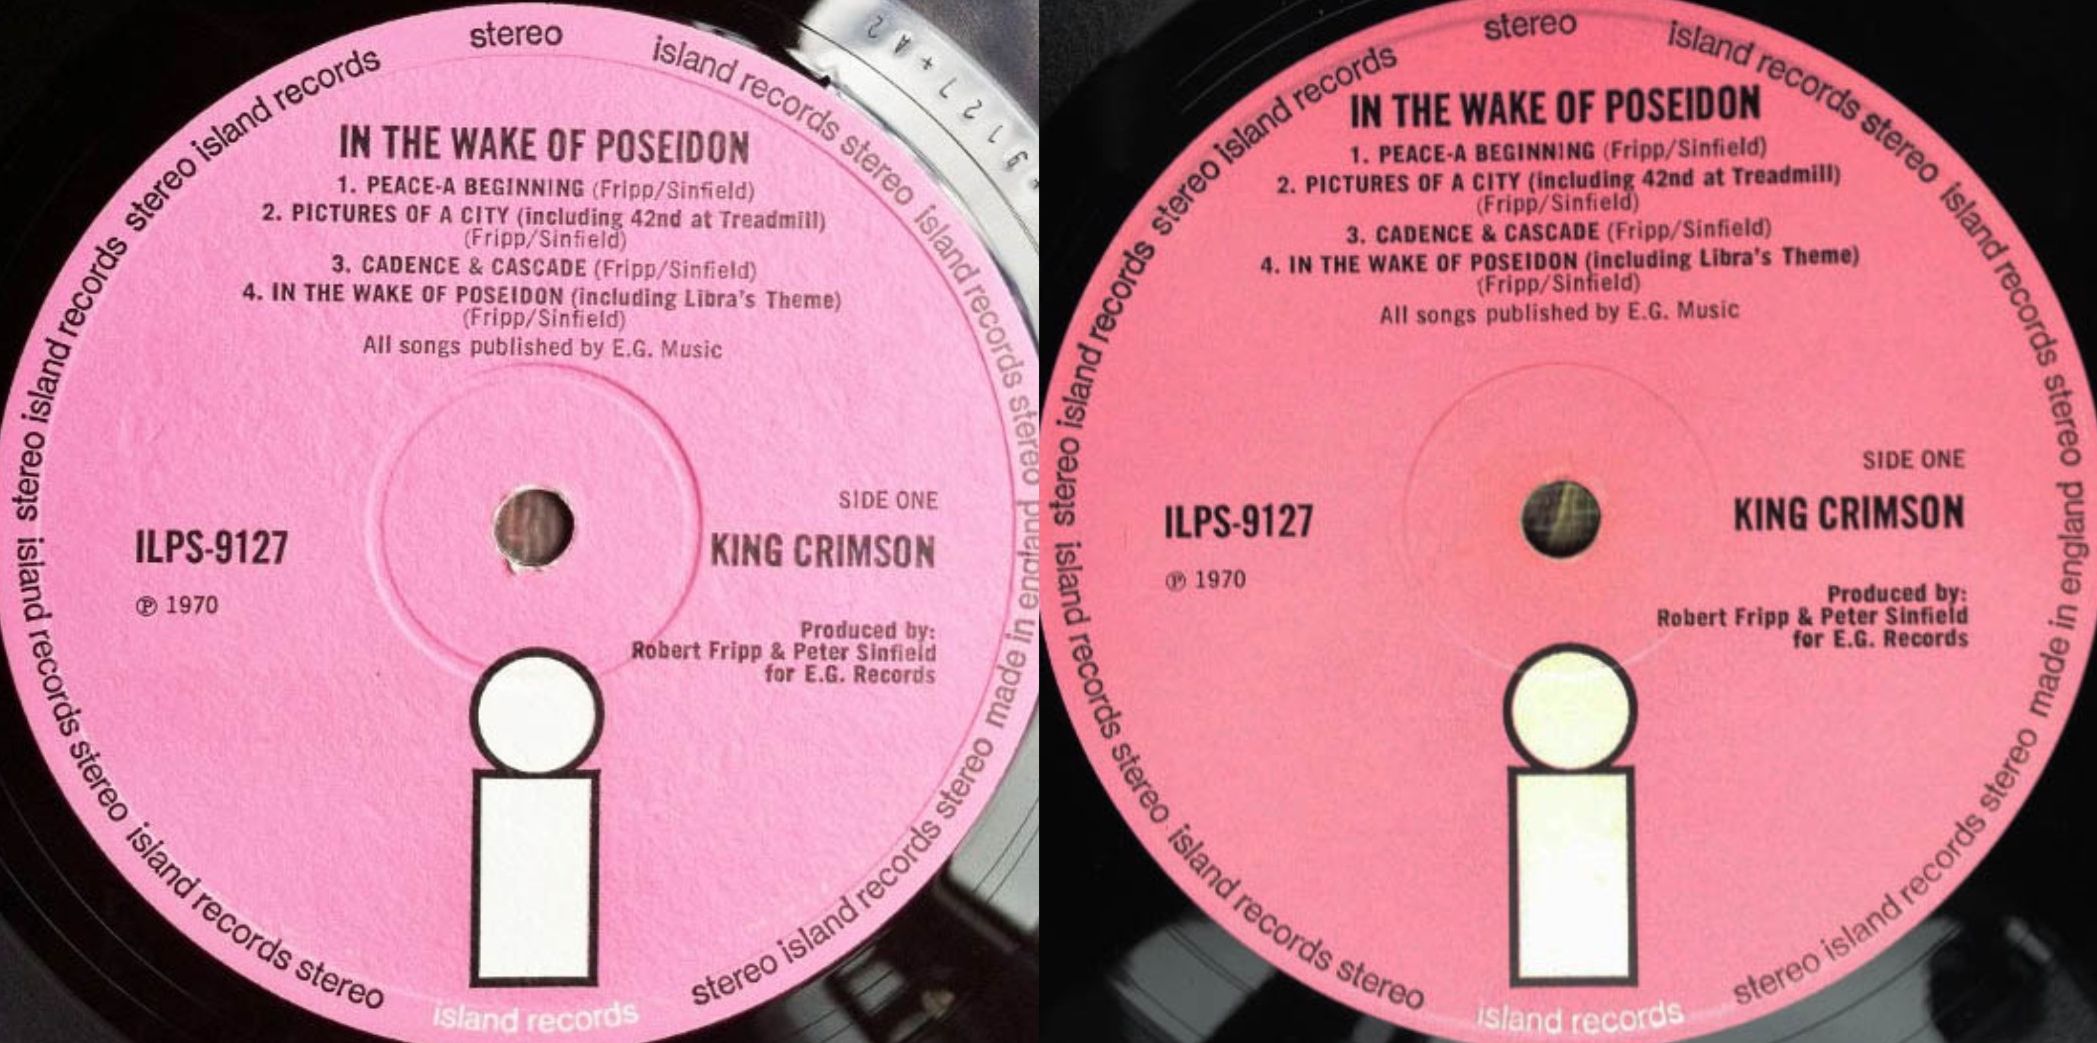 stereo island records stereo island records stereo island records stereo island records stereo made in england
IN THE WAKE OF POSEIDON
1. PEACE-A BEGINNING (Fripp/Sinfield)
2. PICTURES OF A CITY (including 42nd at Treadmill)
(Fripp/Sinfield)
3. CADENCE & CASCADE (Fripp/Sinfield)
4. IN THE WAKE OF POSEIDON (including Libra's Theme)
(Fripp/Sinfield)
All songs published by E.G. Music
SIDE ONE
ILPS-9127
KING CRIMSON
℗ 1970
Produced by:
Robert Fripp & Peter Sinfield
for E.G. Records
stereo island records stereo island records stereo island records
island records
stereo island records stereo island records stereo island records stereo island records stereo made in england
IN THE WAKE OF POSEIDON
1. PEACE-A BEGINNING (Fripp/Sinfield)
2. PICTURES OF A CITY (including 42nd at Treadmill)
(Fripp/Sinfield)
3. CADENCE & CASCADE (Fripp/Sinfield)
4. IN THE WAKE OF POSEIDON (including Libra's Theme)
(Fripp/Sinfield)
All songs published by E.G. Music
SIDE ONE
ILPS-9127
KING CRIMSON
℗ 1970
Produced by:
Robert Fripp & Peter Sinfield
for E.G. Records
stereo island records stereo island records stereo island records
island records